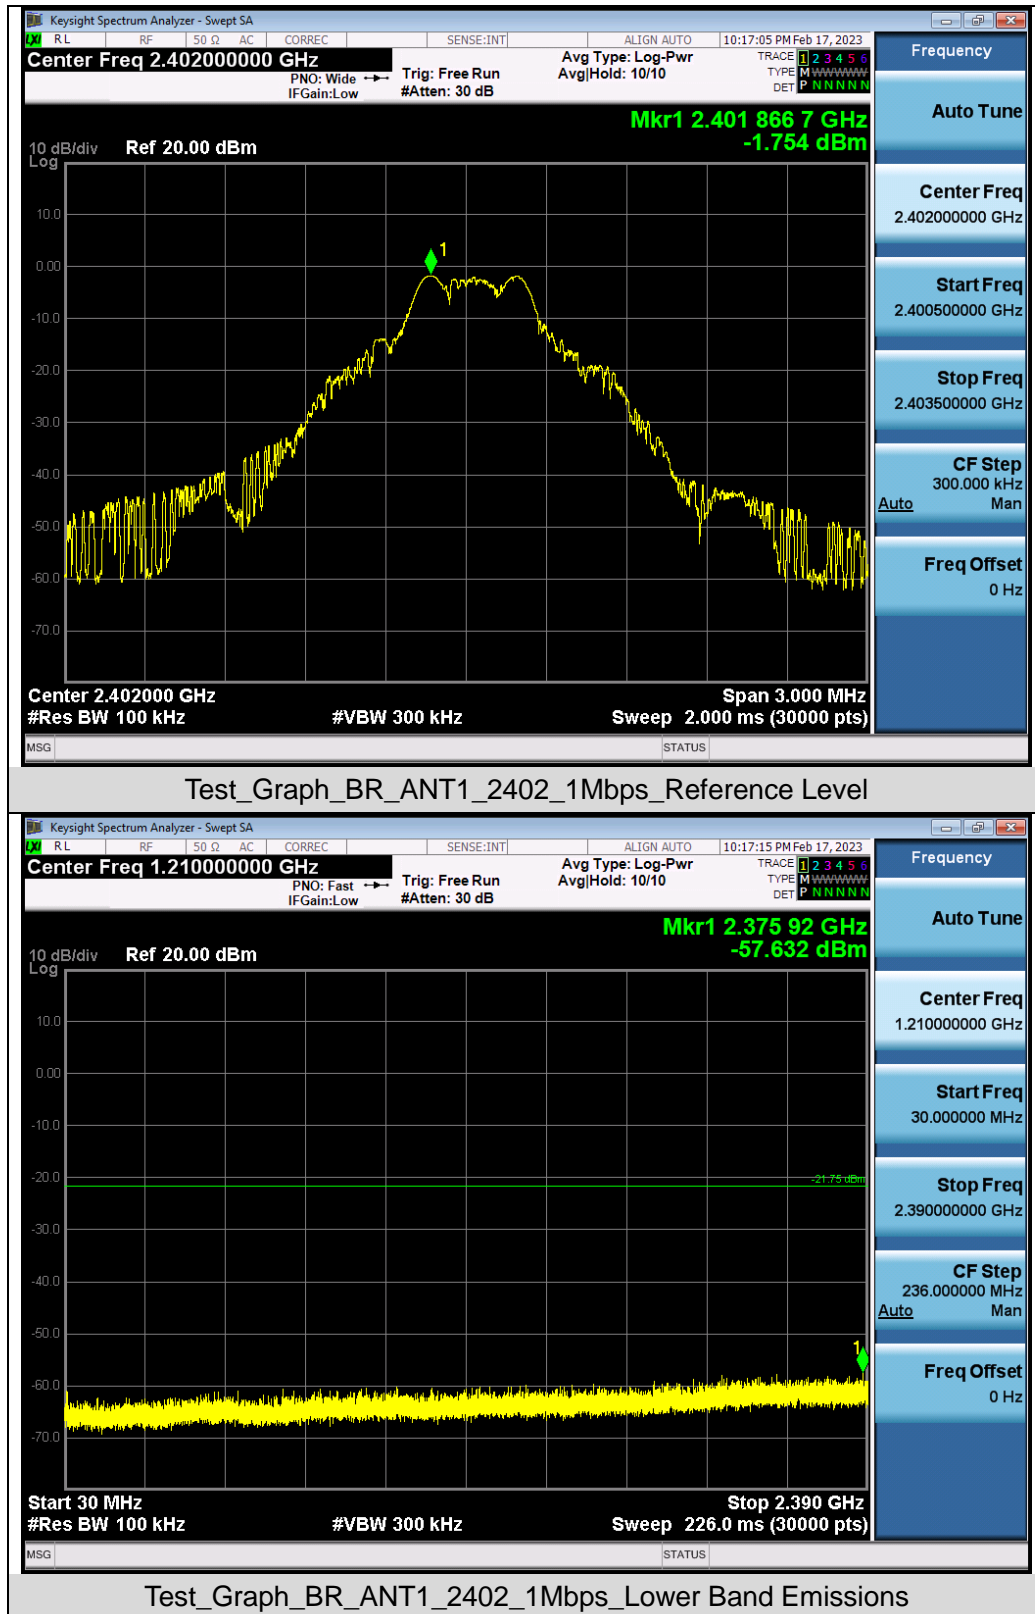 Keysight Spectrum Analyzer - Swept SA
LXI RL RF 50 Ω AC CORREC SENSE:INT ALIGN AUTO 10:17:05 PM Feb 17, 2023
Center Freq 2.402000000 GHz
PNO: Wide
IFGain:Low
Trig: Free Run
#Atten: 30 dB
Avg Type: Log-Pwr
Avg|Hold: 10/10
TRACE 1 2 3 4 5 6
TYPE M WWWWW
DET P N N N N N
Mkr1 2.401 866 7 GHz
-1.754 dBm
10 dB/div Ref 20.00 dBm
Log
10.0
1
0.00
-10.0
-20.0
-30.0
-40.0
-50.0
-60.0
-70.0
Center 2.402000 GHz Span 3.000 MHz
#Res BW 100 kHz #VBW 300 kHz Sweep 2.000 ms (30000 pts)
MSG STATUS
Frequency
Auto Tune
Center Freq
2.402000000 GHz
Start Freq
2.400500000 GHz
Stop Freq
2.403500000 GHz
CF Step
300.000 kHz
Auto Man
Freq Offset
0 Hz
Test_Graph_BR_ANT1_2402_1Mbps_Reference Level
Keysight Spectrum Analyzer - Swept SA
LXI RL RF 50 Ω AC CORREC SENSE:INT ALIGN AUTO 10:17:15 PM Feb 17, 2023
Center Freq 1.210000000 GHz
PNO: Fast
IFGain:Low
Trig: Free Run
#Atten: 30 dB
Avg Type: Log-Pwr
Avg|Hold: 10/10
TRACE 1 2 3 4 5 6
TYPE M WWWWW
DET P N N N N N
Mkr1 2.375 92 GHz
-57.632 dBm
10 dB/div Ref 20.00 dBm
Log
10.0
0.00
-10.0
-20.0
-21.75 dBm
-30.0
-40.0
-50.0
1
-60.0
-70.0
Start 30 MHz Stop 2.390 GHz
#Res BW 100 kHz #VBW 300 kHz Sweep 226.0 ms (30000 pts)
MSG STATUS
Frequency
Auto Tune
Center Freq
1.210000000 GHz
Start Freq
30.000000 MHz
Stop Freq
2.390000000 GHz
CF Step
236.000000 MHz
Auto Man
Freq Offset
0 Hz
Test_Graph_BR_ANT1_2402_1Mbps_Lower Band Emissions